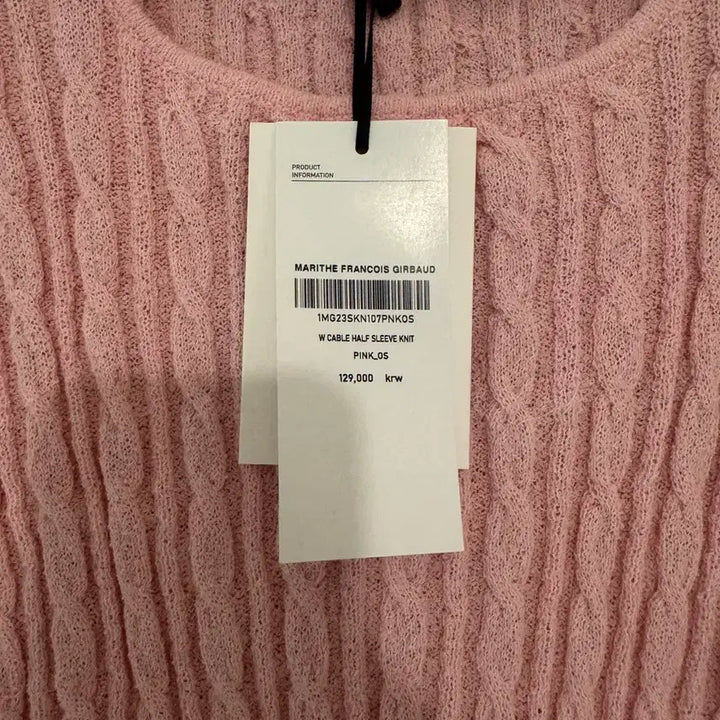 PRODUCT
INFORMATION
MARITHE FRANCOIS GIRBAUD
1MG23SKN107PNKOS
W CABLE HALF SLEEVE KNIT
PINK_OS
129,000 krw